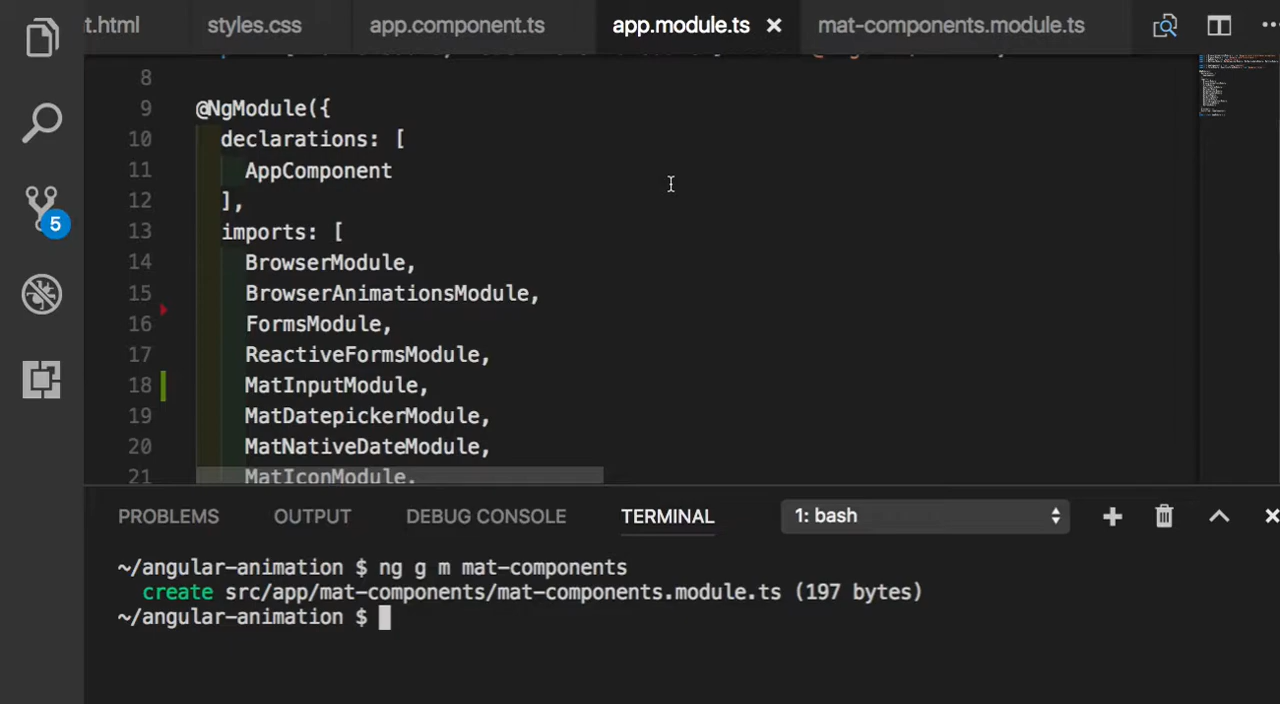 t.html styles.css app.component.ts app.module.ts mat-components.module.ts
8
9 @NgModule({
10 declarations: [
11 AppComponent
12 ],
13 imports: [
14 BrowserModule,
15 BrowserAnimationsModule,
16 FormsModule,
17 ReactiveFormsModule,
18 MatInputModule,
19 MatDatepickerModule,
20 MatNativeDateModule,
21 MatIconModule,
5
PROBLEMS OUTPUT DEBUG CONSOLE TERMINAL 1: bash
~/angular-animation $ ng g m mat-components
create src/app/mat-components/mat-components.module.ts (197 bytes)
~/angular-animation $